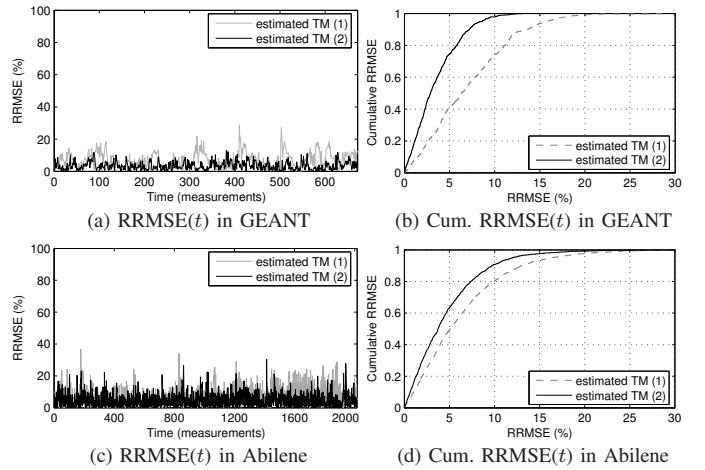 100
80
60
40
20
0
RRMSE (%)
estimated TM (1)
estimated TM (2)
0 100 200 300 400 500 600
Time (measurements)
(a) RRMSE(t) in GEANT
1
0.8
0.6
0.4
0.2
0
Cumulative RRMSE
estimated TM (1)
estimated TM (2)
0 5 10 15 20 25 30
RRMSE (%)
(b) Cum. RRMSE(t) in GEANT
100
80
60
40
20
0
RRMSE (%)
estimated TM (1)
estimated TM (2)
0 400 800 1200 1600 2000
Time (measurements)
(c) RRMSE(t) in Abilene
1
0.8
0.6
0.4
0.2
0
Cumulative RRMSE
estimated TM (1)
estimated TM (2)
0 5 10 15 20 25 30
RRMSE (%)
(d) Cum. RRMSE(t) in Abilene